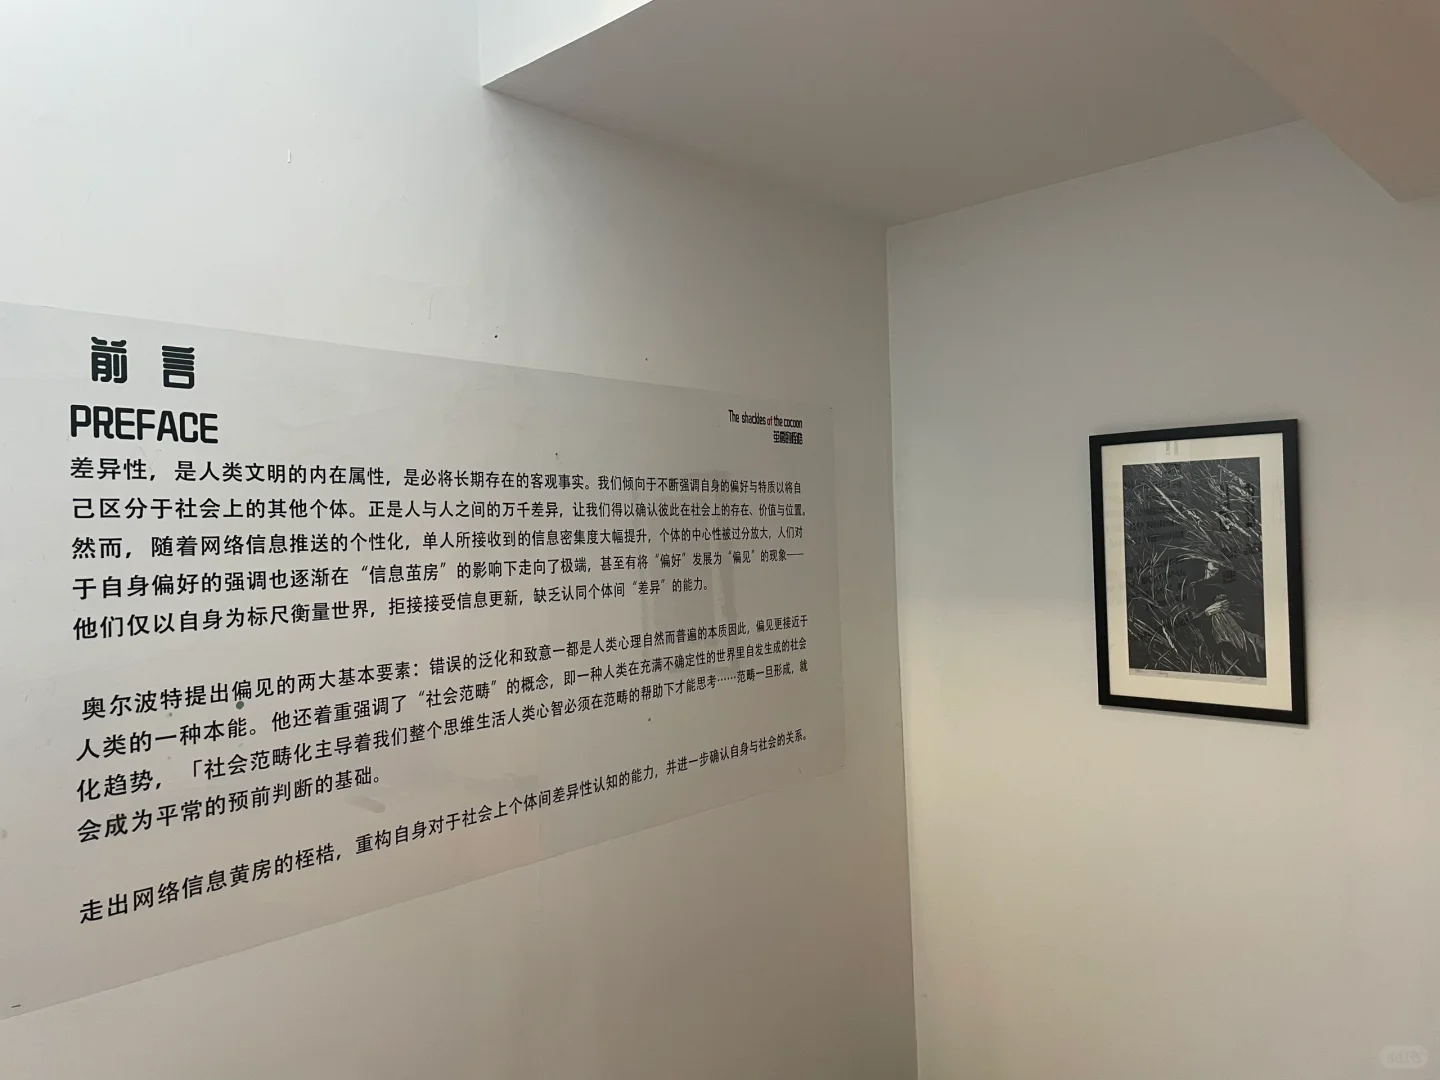 前言
PREFACE
The shackles of the cocoon
差异性，是人类文明的内在属性，是必将长期存在的客观事实。我们倾向于不断强调自身的偏好与特质以将自
己区分于社会上的其他个体。正是人与人之间的万千差异，让我们得以确认彼此在社会上的存在、价值与位置。
然而，随着网络信息推送的个性化，单人所接收到的信息密集度大幅提升，个体的中心性被过分放大，人们对
于自身偏好的强调也逐渐在“信息茧房”的影响下走向了极端，甚至有将“偏好”发展为“偏见”的现象——
他们仅以自身为标尺衡量世界，拒接接受信息更新，缺乏认同个体间“差异”的能力。
奥尔波特提出偏见的两大基本要素：错误的泛化和致意一都是人类心理自然而普遍的本质因此，偏见更接近于
人类的一种本能。他还着重强调了“社会范畴”的概念，即一种人类在充满不确定性的世界里自发生成的社会
化趋势，「社会范畴化主导着我们整个思维生活人类心智必须在范畴的帮助下才能思考……范畴一旦形成，就
会成为平常的预前判断的基础。
走出网络信息黄房的桎梏，重构自身对于社会上个体间差异性认知的能力，并进一步确认自身与社会的关系。